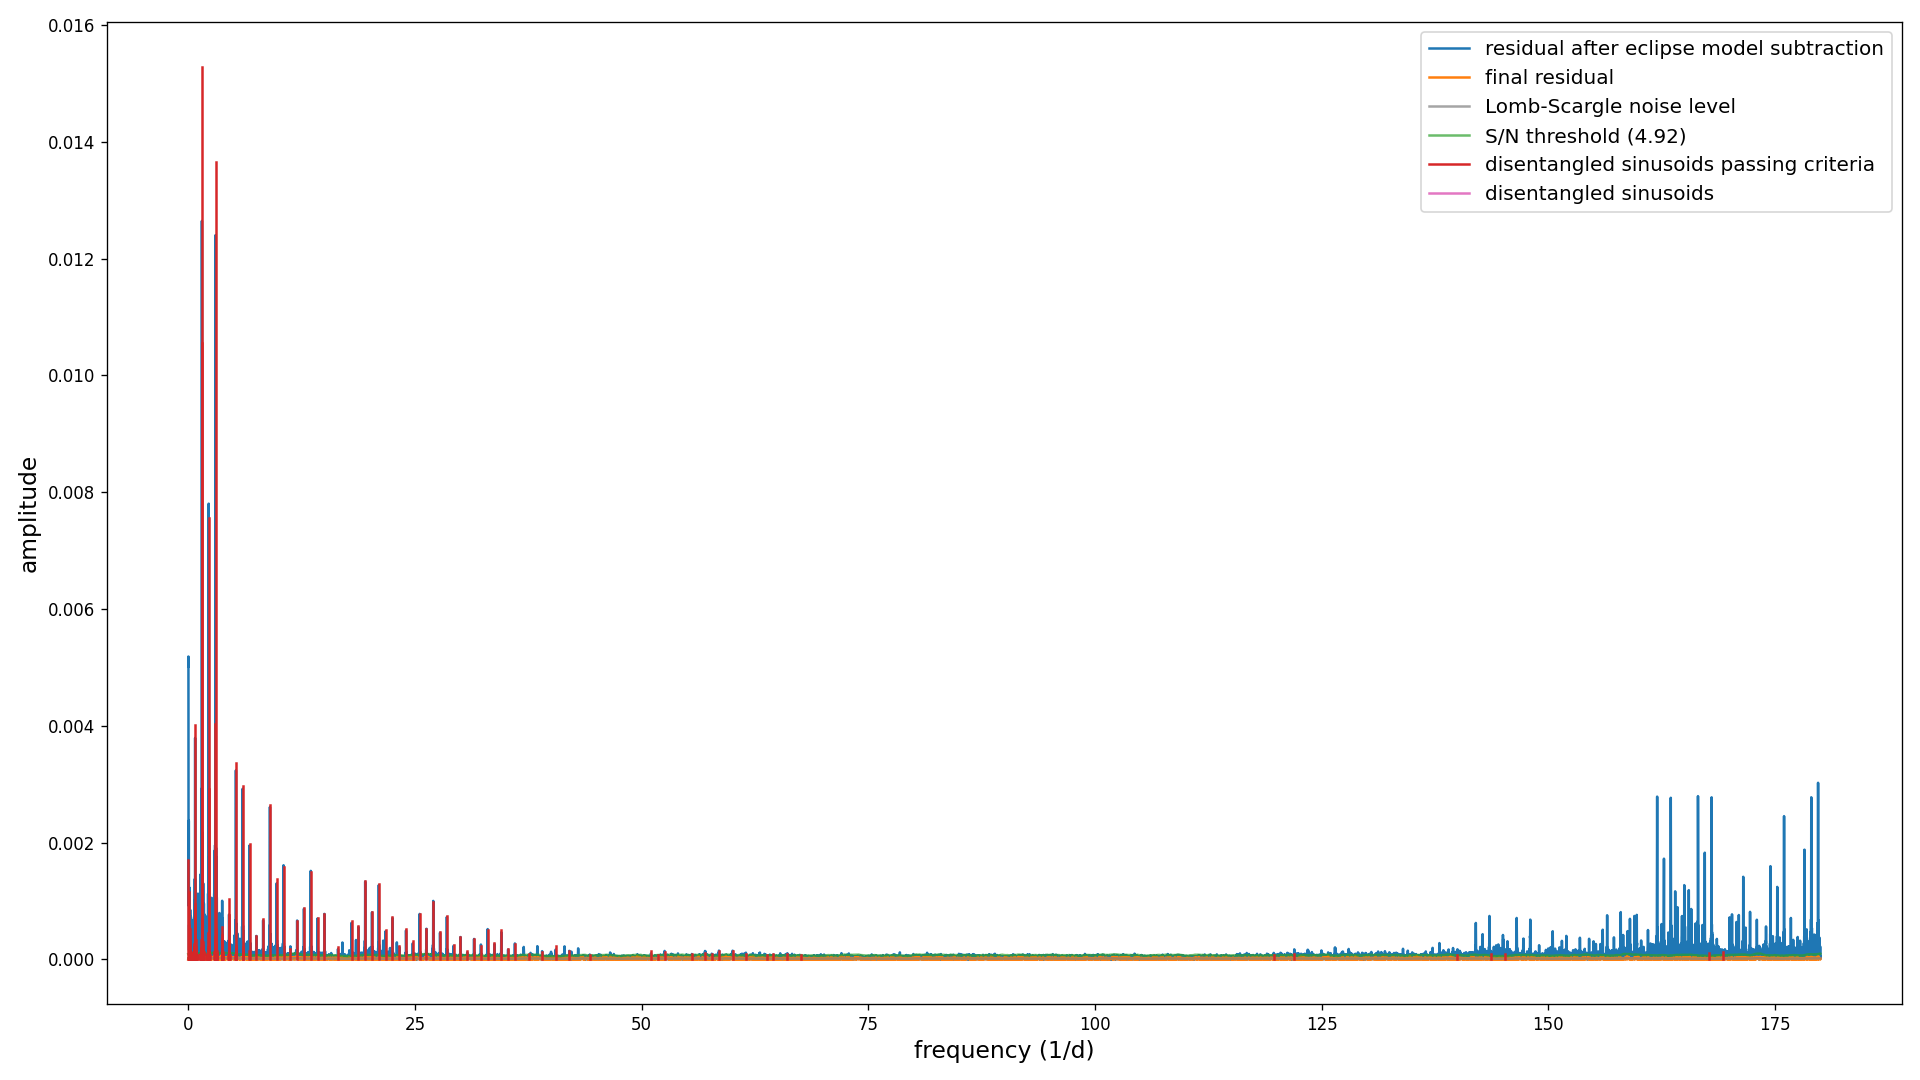 0.016
0.014
0.012
0.010
0.008
0.006
0.004
0.002
0.000
amplitude
0
25
50
75
100
125
150
175
frequency (1/d)
residual after eclipse model subtraction
final residual
Lomb-Scargle noise level
S/N threshold (4.92)
disentangled sinusoids passing criteria
disentangled sinusoids